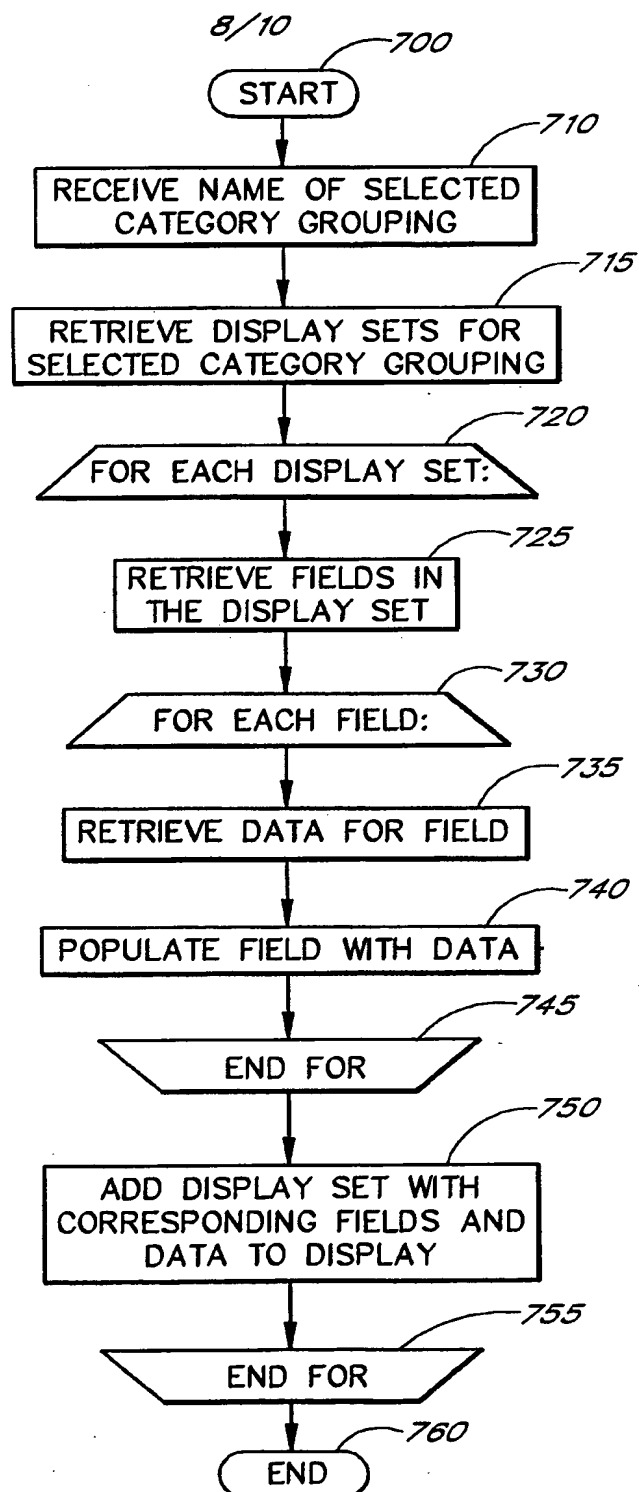 8/10
700
START
710
RECEIVE NAME OF SELECTED
CATEGORY GROUPING
715
RETRIEVE DISPLAY SETS FOR
SELECTED CATEGORY GROUPING
720
FOR EACH DISPLAY SET:
725
RETRIEVE FIELDS IN
THE DISPLAY SET
730
FOR EACH FIELD:
735
RETRIEVE DATA FOR FIELD
740
POPULATE FIELD WITH DATA
745
END FOR
750
ADD DISPLAY SET WITH
CORRESPONDING FIELDS AND
DATA TO DISPLAY
755
END FOR
760
END